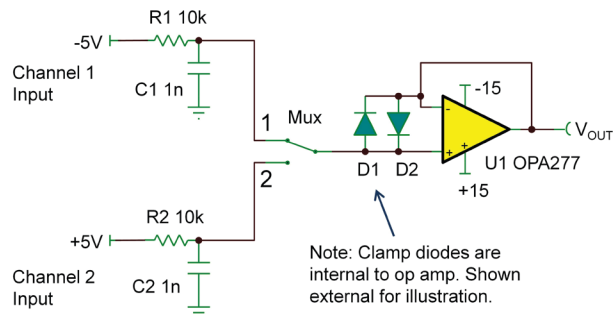 R1 10k
-5V
Channel 1
Input
C1 1n
Mux
1
2
-15
-
+
+
VOUT
U1 OPA277
D1
D2
+15
R2 10k
+5V
Channel 2
Input
C2 1n
Note: Clamp diodes are
internal to op amp. Shown
external for illustration.